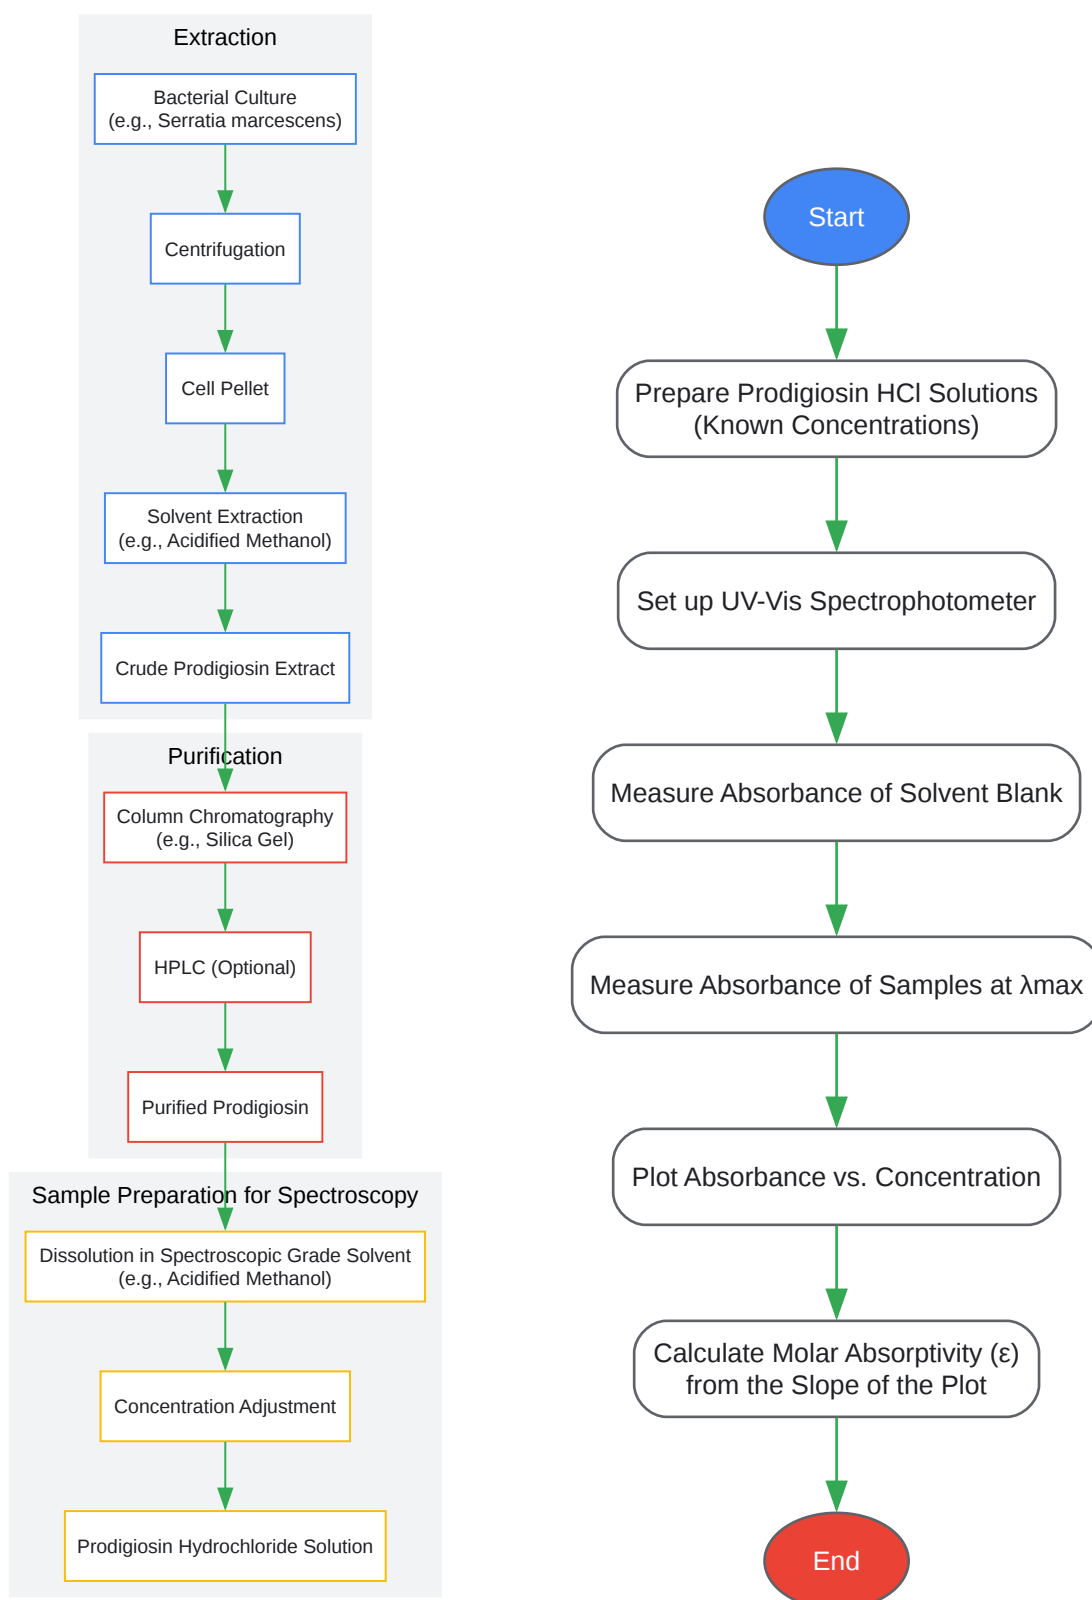 Extraction
Bacterial Culture
(e.g., Serratia marcescens)
Centrifugation
Cell Pellet
Solvent Extraction
(e.g., Acidified Methanol)
Crude Prodigiosin Extract
Purification
Column Chromatography
(e.g., Silica Gel)
HPLC (Optional)
Purified Prodigiosin
Sample Preparation for Spectroscopy
Dissolution in Spectroscopic Grade Solvent
(e.g., Acidified Methanol)
Concentration Adjustment
Prodigiosin Hydrochloride Solution
Start
Prepare Prodigiosin HCl Solutions
(Known Concentrations)
Set up UV-Vis Spectrophotometer
Measure Absorbance of Solvent Blank
Measure Absorbance of Samples at λmax
Plot Absorbance vs. Concentration
Calculate Molar Absorptivity (ε)
from the Slope of the Plot
End